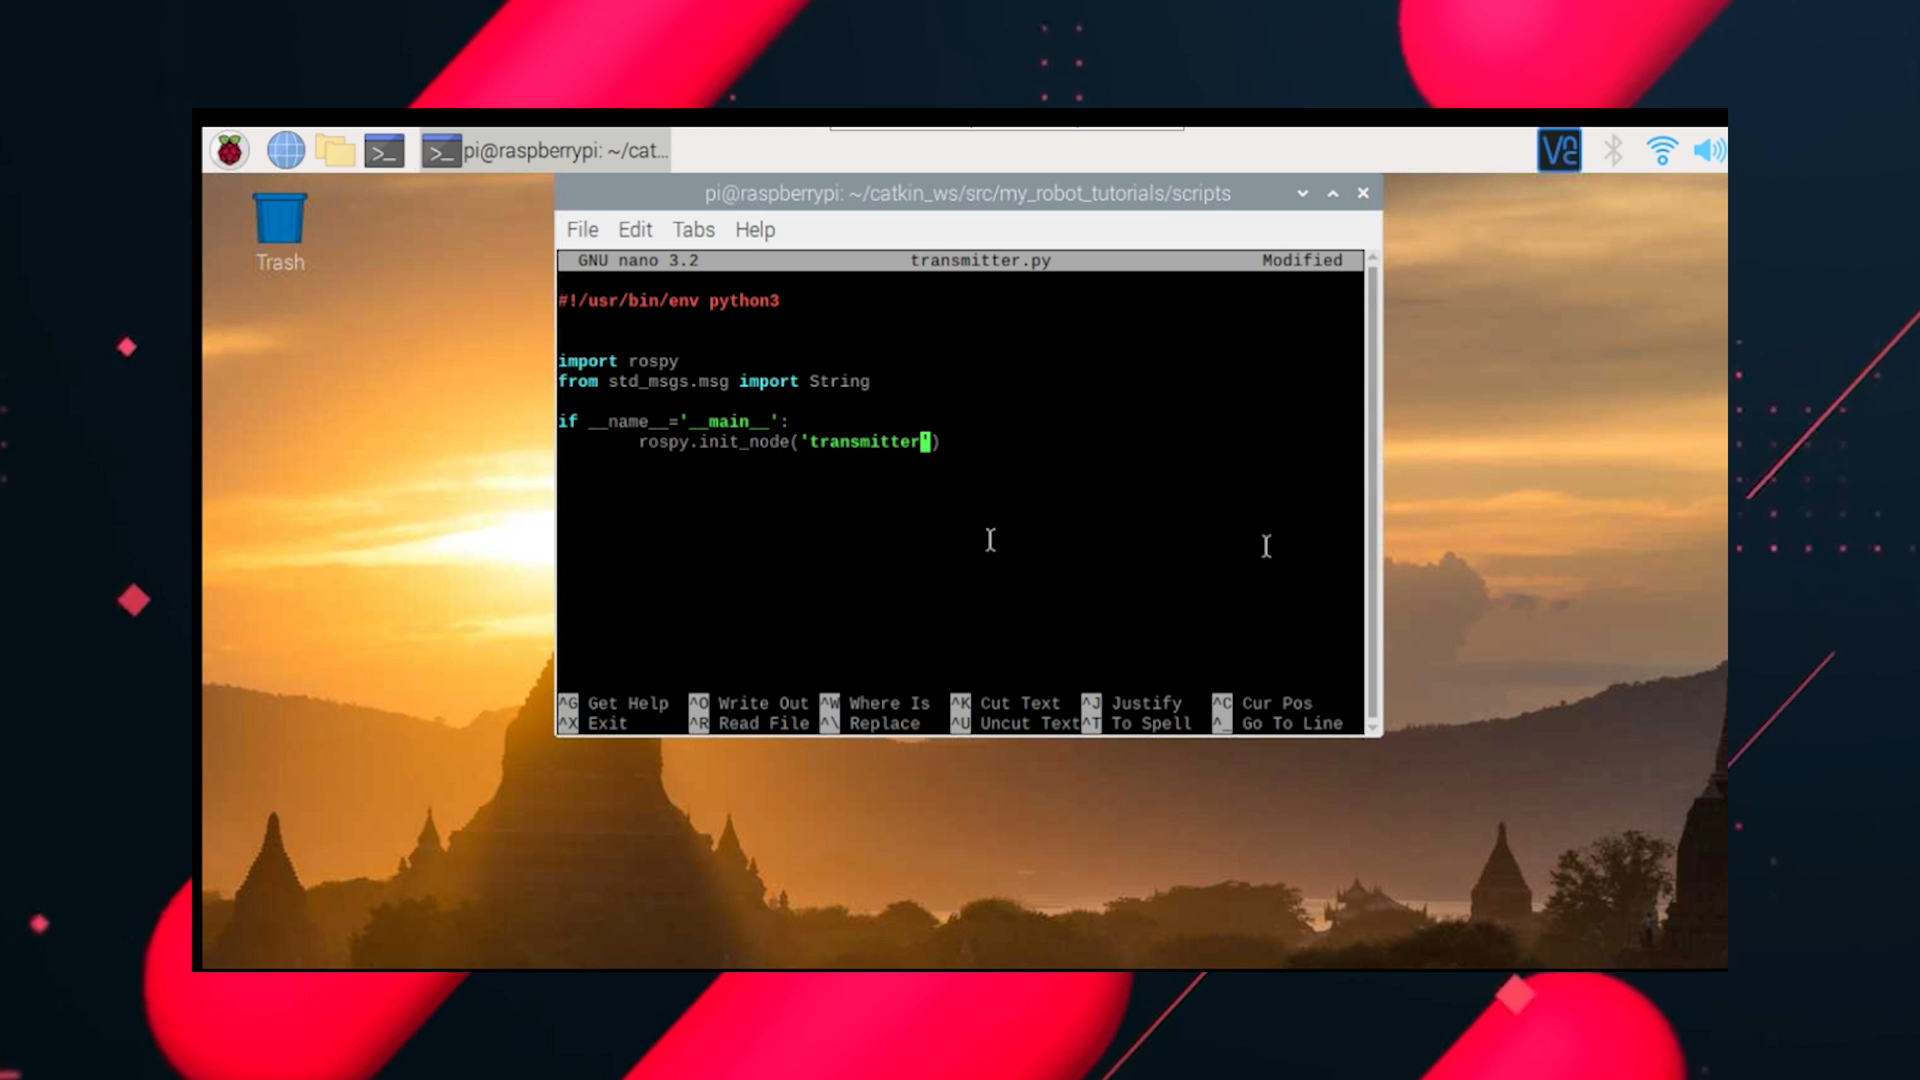 pi@raspberrypi: ~/cat...
Trash
pi@raspberrypi: ~/catkin_ws/src/my_robot_tutorials/scripts
File Edit Tabs Help
GNU nano 3.2 transmitter.py Modified
#!/usr/bin/env python3
import rospy
from std_msgs.msg import String
if __name__='__main__':
rospy.init_node('transmitter')
^G Get Help ^O Write Out ^W Where Is ^K Cut Text ^J Justify ^C Cur Pos
^X Exit ^R Read File ^\ Replace ^U Uncut Text ^T To Spell ^_ Go To Line